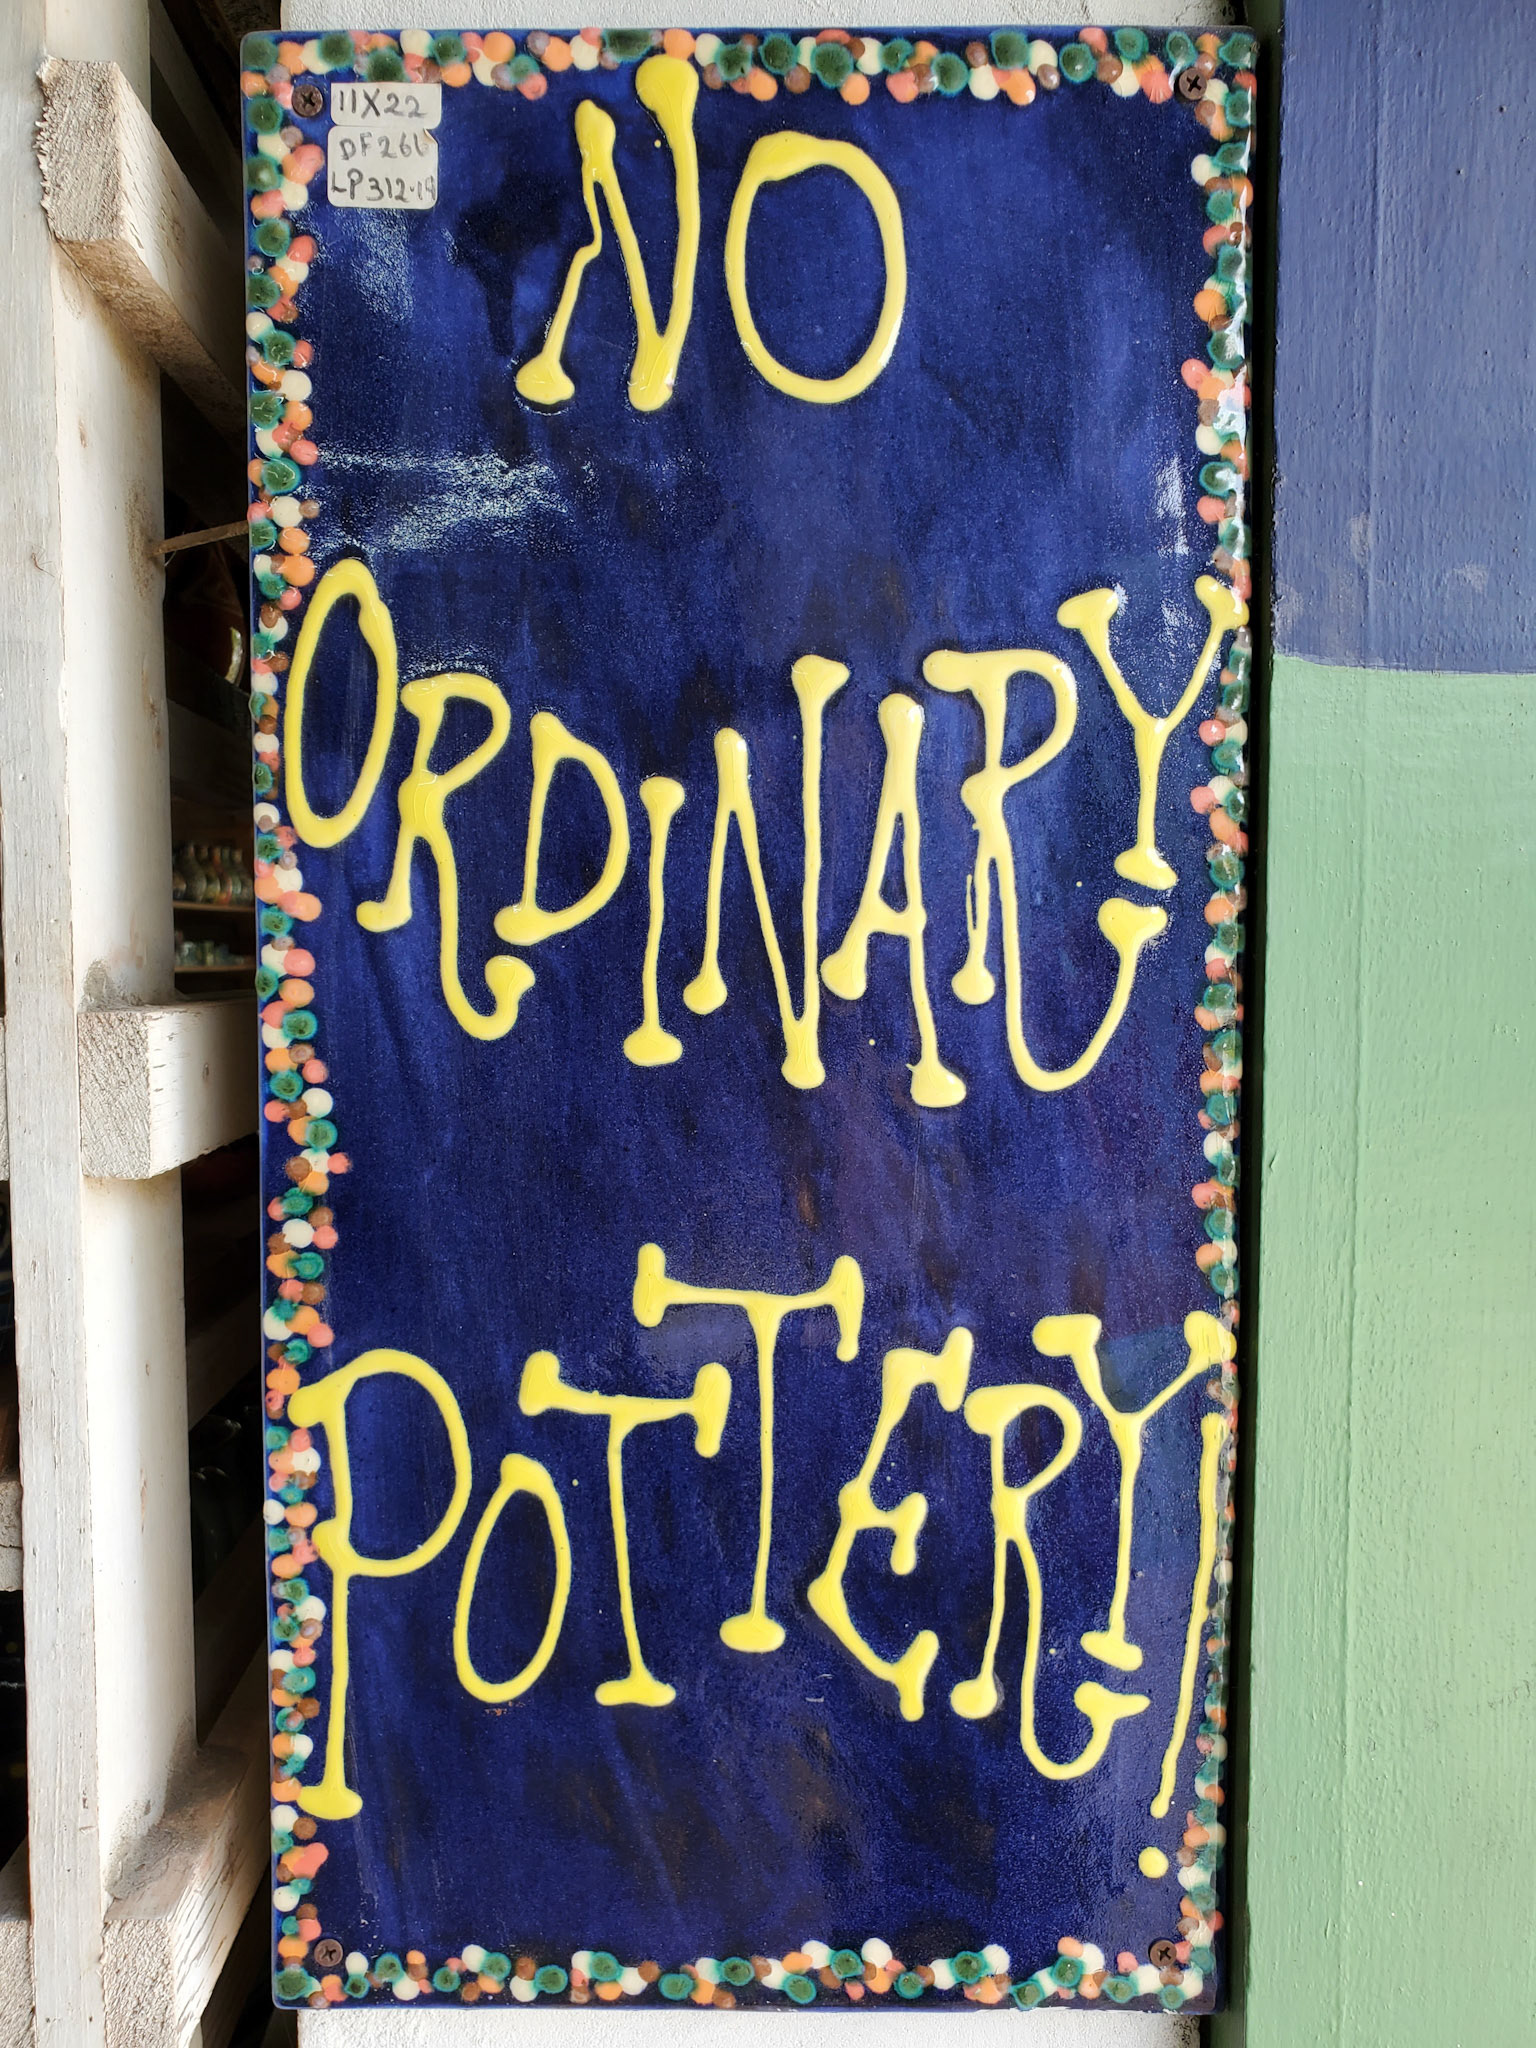 11X22
DF266
LP312.19
NO
ORDINARY
POTTERY!